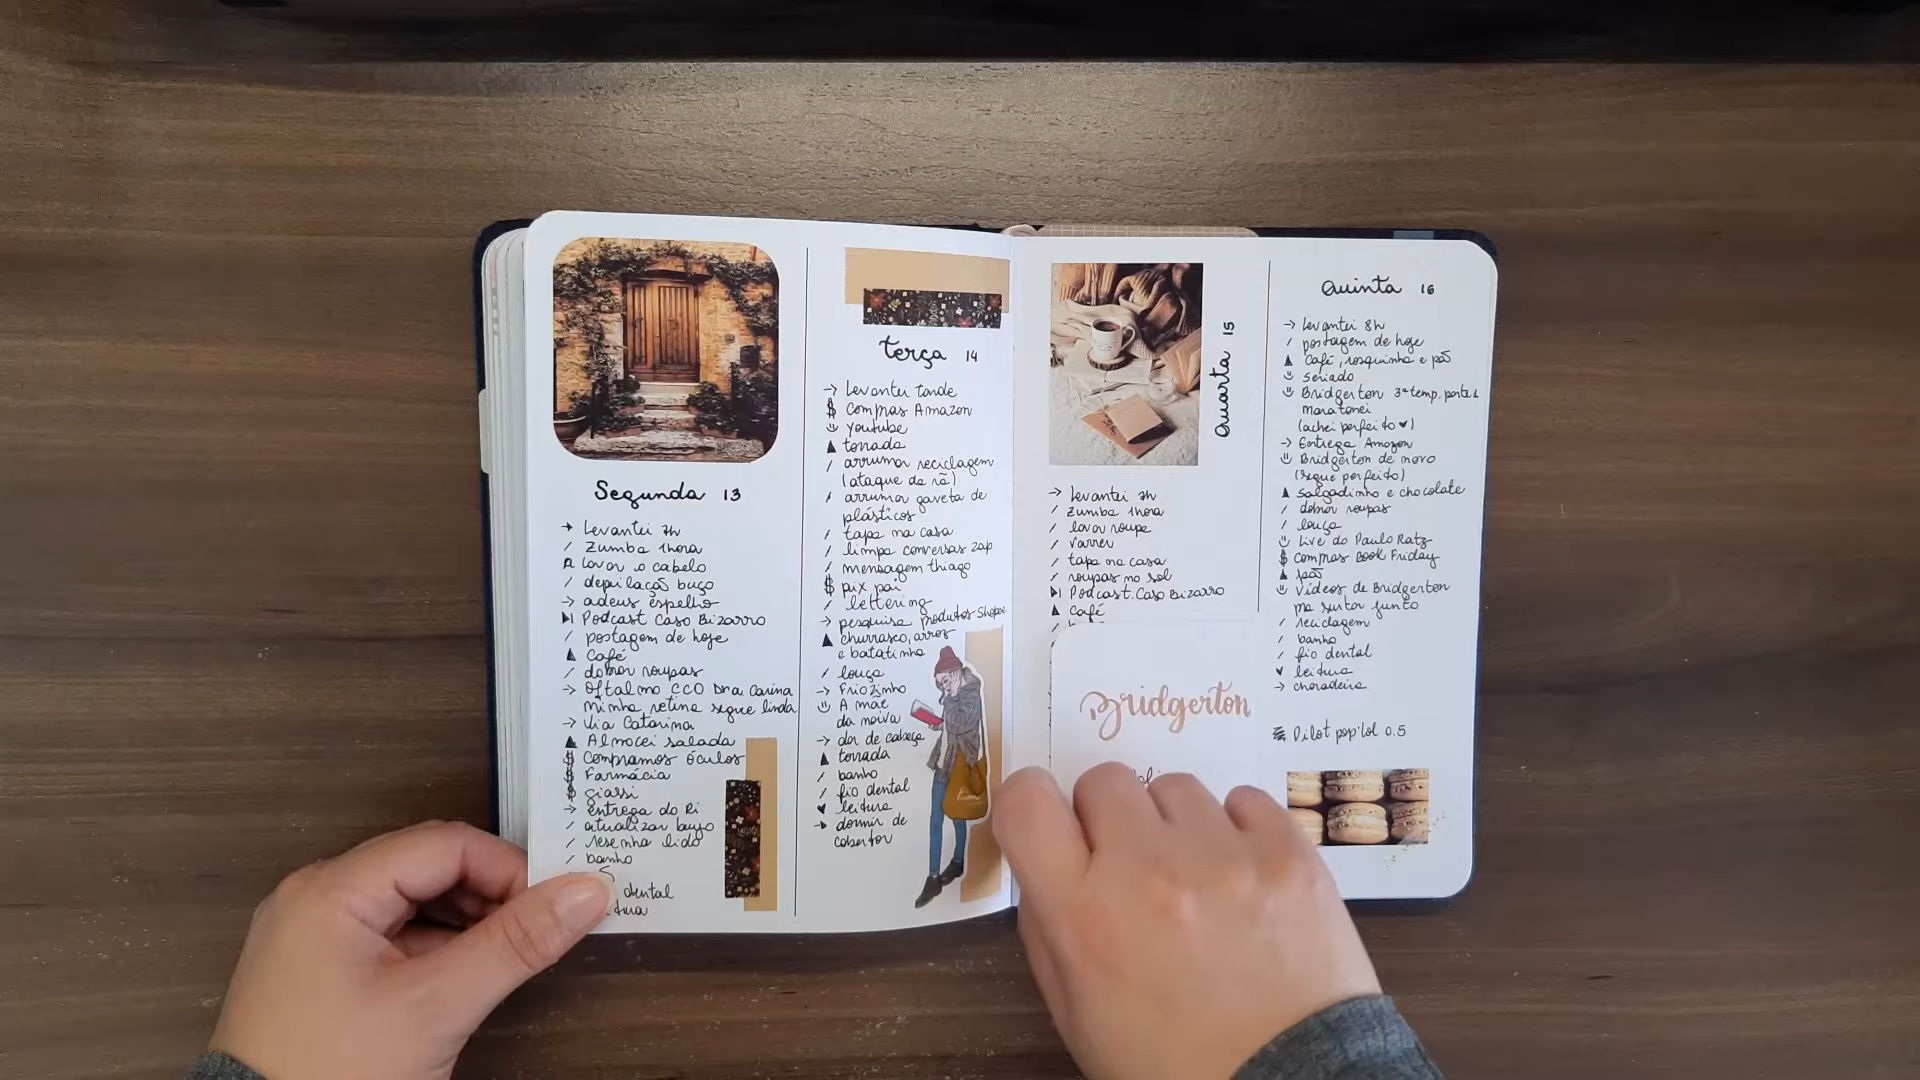 Segunda 13
→ Levantei 7h
/ Zumba 1hora
lavar o cabelo
/ depilação buço
→ adeus espelho
Podcast Caso Bizarro
/ postagem de hoje
▲ Café
/ dobrar roupas
→ Oftalmo CCO Dra Carina
minha retina segue linda
→ Via Catarina
▲ Almocei salada
$ Compramos óculos
$ Farmácia
$ giassi
→ entrega do Ri
/ atualizar bujo
/ resenha lido
/ banho
dental
terça 14
→ Levantei tarde
$ compras Amazon
youtube
▲ torrada
/ arrumar reciclagem
(ataque da rã)
/ arrumar gaveta de
plásticos
/ tapa na casa
/ limpa conversas zap
/ mensagem thiago
$ pix pai
/ lettering
→ pesquisa produtos Shopee
▲ churrasco, arroz
e batatinha
/ louça
→ Friozinho
A mãe
da noiva
→ dor de cabeça
▲ torrada
/ banho
/ fio dental
♥ leitura
→ dormir de
cobertor
Quarta 15
→ Levantei 7h
/ zumba 1hora
/ lavar roupa
/ varrer
/ tapa na casa
/ roupas no sol
Podcast Caso Bizarro
▲ Café
Bridgerton
Quinta 16
→ Levantei 8h
/ postagem de hoje
▲ Café, rosquinha e pão
seriado
Bridgerton 3ª temp. parte 1
maratonei
(achei perfeito ♥)
→ Entrega Amazon
Bridgerton de novo
(segue perfeito)
▲ salgadinho e chocolate
/ dobrar roupas
/ louça
Live do Paulo Ratz
$ compras Book Friday
▲ pão
vídeos de Bridgerton
pra surtar junto
/ reciclagem
/ banho
/ fio dental
♥ leitura
→ choradeira
Pilot pop'lol 0.5